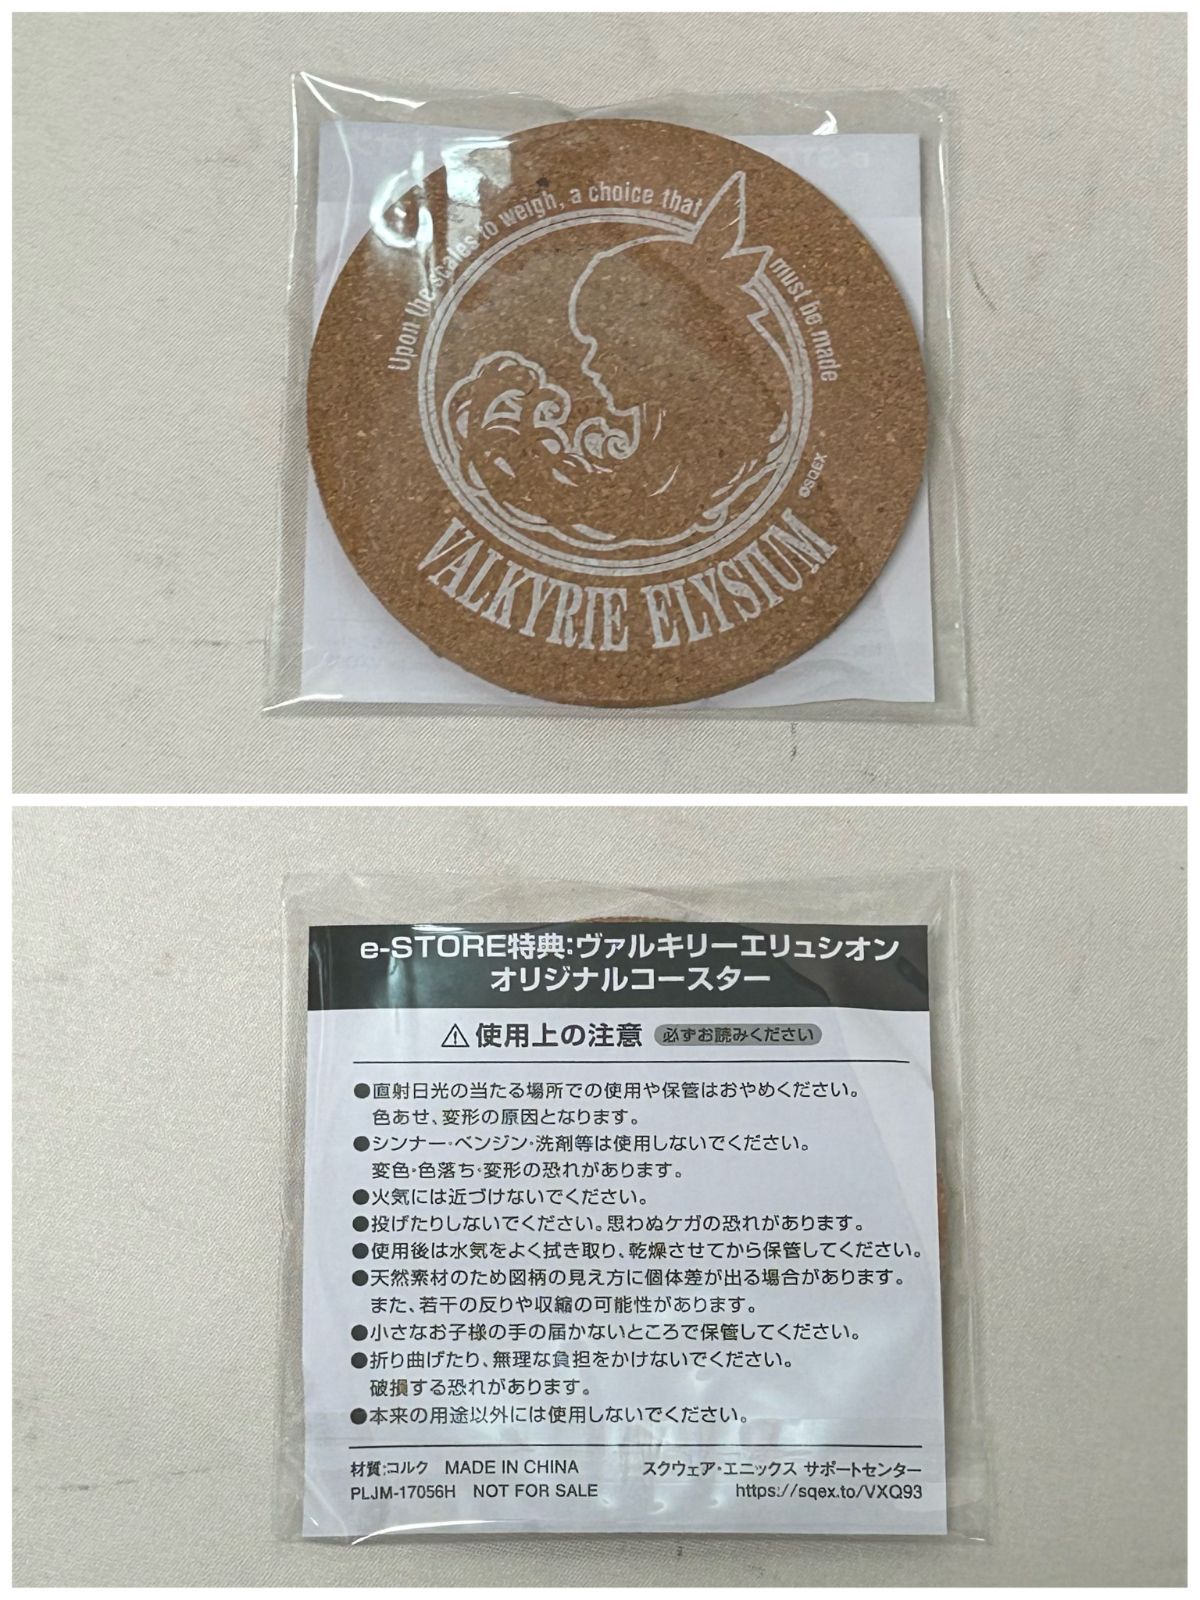 Upon the scales to weigh, a choice that must be made
©SQEX
VALKYRIE ELYSIUM
e-STORE特典:ヴァルキリーエリュシオン
オリジナルコースター
⚠使用上の注意 必ずお読みください
●直射日光の当たる場所での使用や保管はおやめください。
色あせ、変形の原因となります。
●シンナー・ベンジン・洗剤等は使用しないでください。
変色・色落ち・変形の恐れがあります。
●火気には近づけないでください。
●投げたりしないでください。思わぬケガの恐れがあります。
●使用後は水気をよく拭き取り、乾燥させてから保管してください。
●天然素材のため図柄の見え方に個体差が出る場合があります。
また、若干の反りや収縮の可能性があります。
●小さなお子様の手の届かないところで保管してください。
●折り曲げたり、無理な負担をかけないでください。
破損する恐れがあります。
●本来の用途以外には使用しないでください。
材質:コルク MADE IN CHINA スクウェア・エニックス サポートセンター
PLJM-17056H NOT FOR SALE https://sqex.to/VXQ93